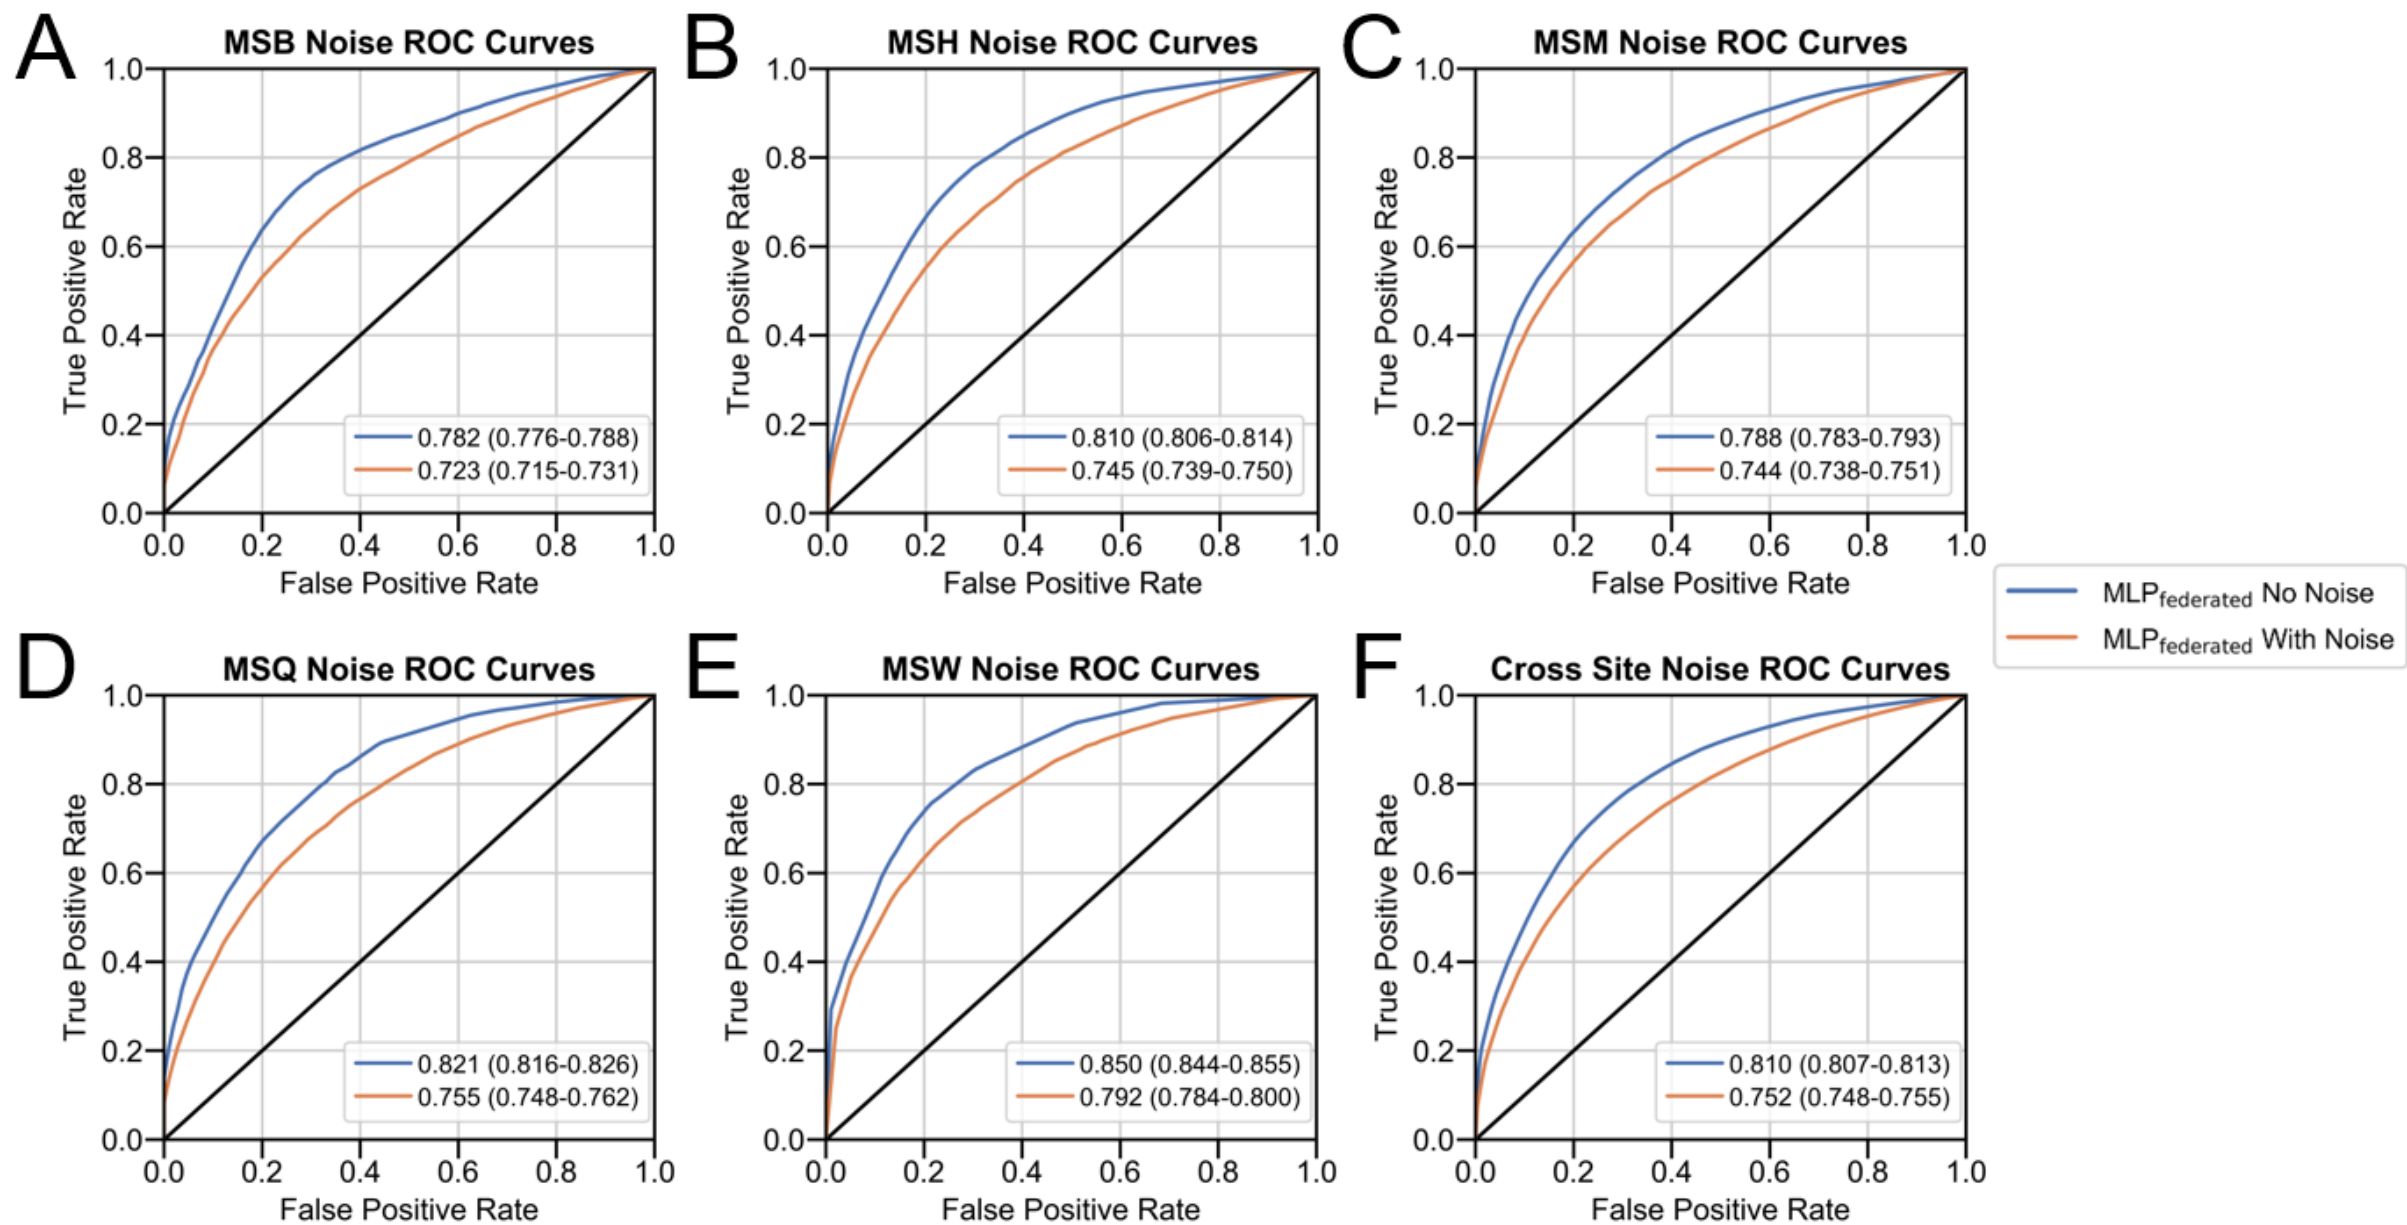 A
MSB Noise ROC Curves
1.0
0.8
0.6
0.4
0.2
0.0
True Positive Rate
0.782 (0.776-0.788)
0.723 (0.715-0.731)
0.0 0.2 0.4 0.6 0.8 1.0
False Positive Rate
B
MSH Noise ROC Curves
1.0
0.8
0.6
0.4
0.2
0.0
True Positive Rate
0.810 (0.806-0.814)
0.745 (0.739-0.750)
0.0 0.2 0.4 0.6 0.8 1.0
False Positive Rate
C
MSM Noise ROC Curves
1.0
0.8
0.6
0.4
0.2
0.0
True Positive Rate
0.788 (0.783-0.793)
0.744 (0.738-0.751)
0.0 0.2 0.4 0.6 0.8 1.0
False Positive Rate
MLPfederated No Noise
MLPfederated With Noise
D
MSQ Noise ROC Curves
1.0
0.8
0.6
0.4
0.2
0.0
True Positive Rate
0.821 (0.816-0.826)
0.755 (0.748-0.762)
0.0 0.2 0.4 0.6 0.8 1.0
False Positive Rate
E
MSW Noise ROC Curves
1.0
0.8
0.6
0.4
0.2
0.0
True Positive Rate
0.850 (0.844-0.855)
0.792 (0.784-0.800)
0.0 0.2 0.4 0.6 0.8 1.0
False Positive Rate
F
Cross Site Noise ROC Curves
1.0
0.8
0.6
0.4
0.2
0.0
True Positive Rate
0.810 (0.807-0.813)
0.752 (0.748-0.755)
0.0 0.2 0.4 0.6 0.8 1.0
False Positive Rate